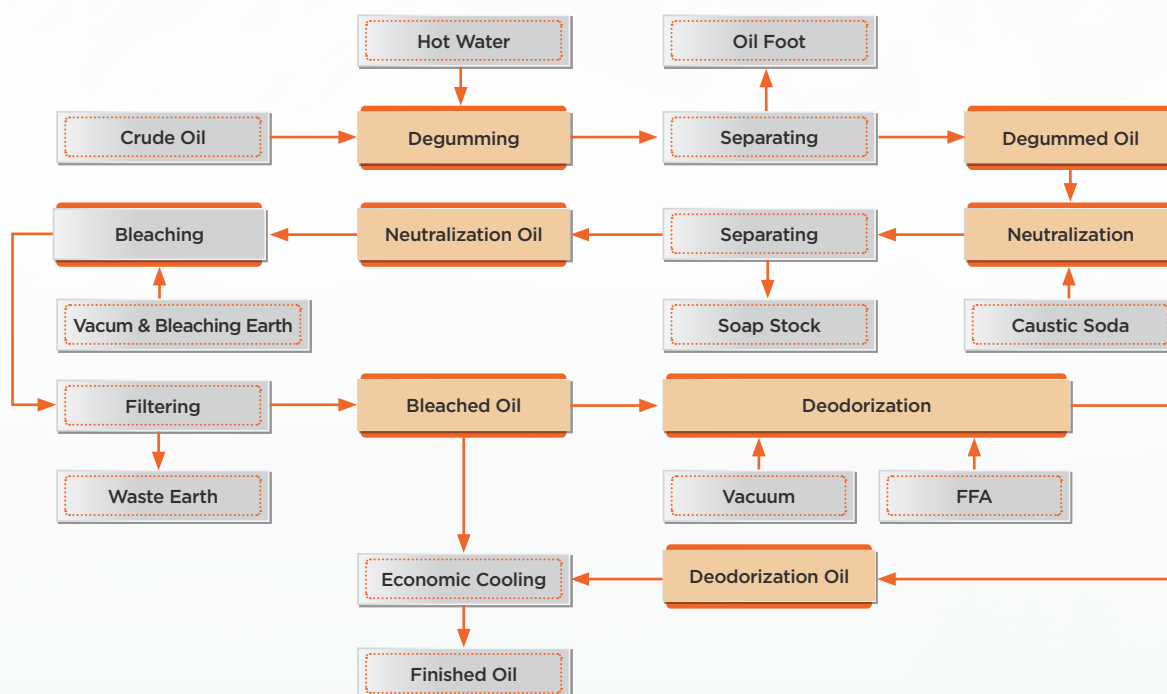 Hot Water
Oil Foot
Crude Oil
Degumming
Separating
Degummed Oil
Bleaching
Neutralization Oil
Separating
Neutralization
Vacum & Bleaching Earth
Soap Stock
Caustic Soda
Filtering
Bleached Oil
Deodorization
Waste Earth
Vacuum
FFA
Economic Cooling
Deodorization Oil
Finished Oil